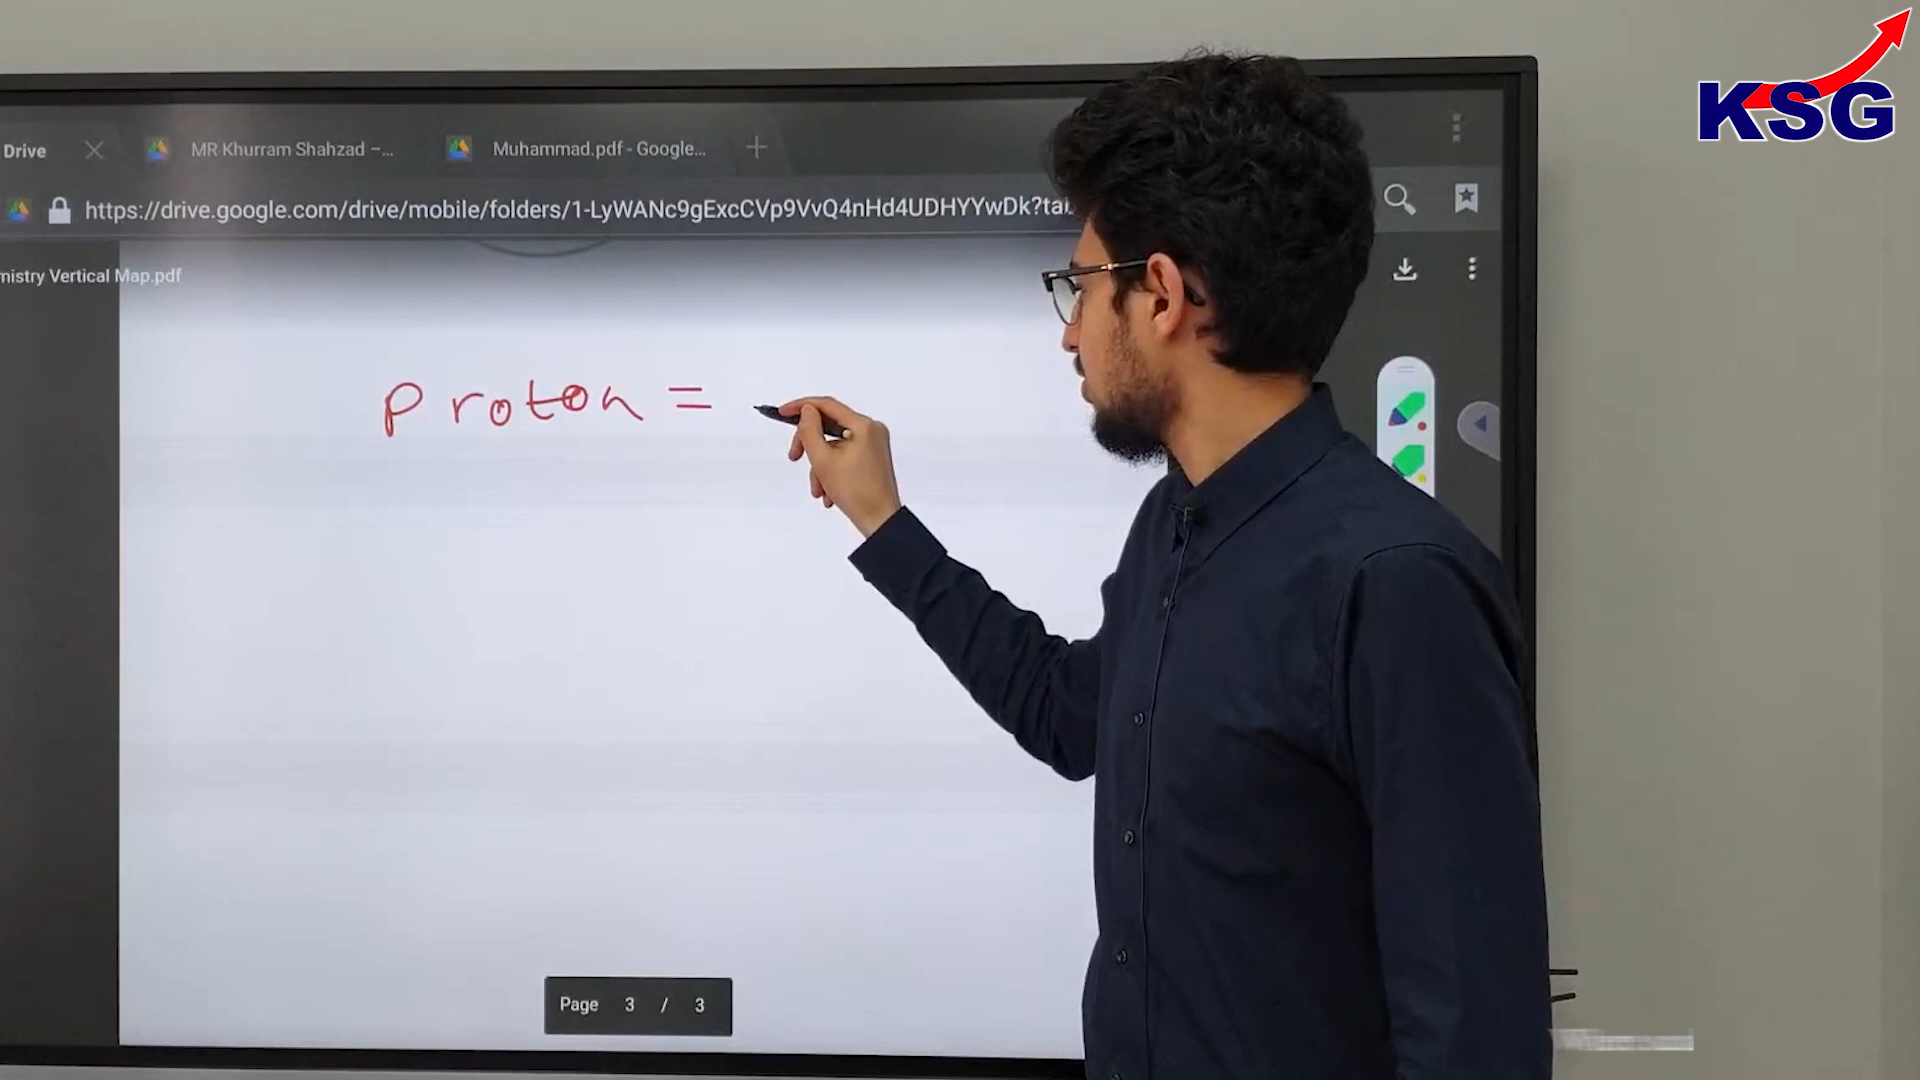 KSG
Drive
MR Khurram Shahzad –...
Muhammad.pdf - Google...
https://drive.google.com/drive/mobile/folders/1-LyWANc9gExcCVp9VvQ4nHd4UDHYYwDk?tab
mistry Vertical Map.pdf
Proton =
Page 3 / 3